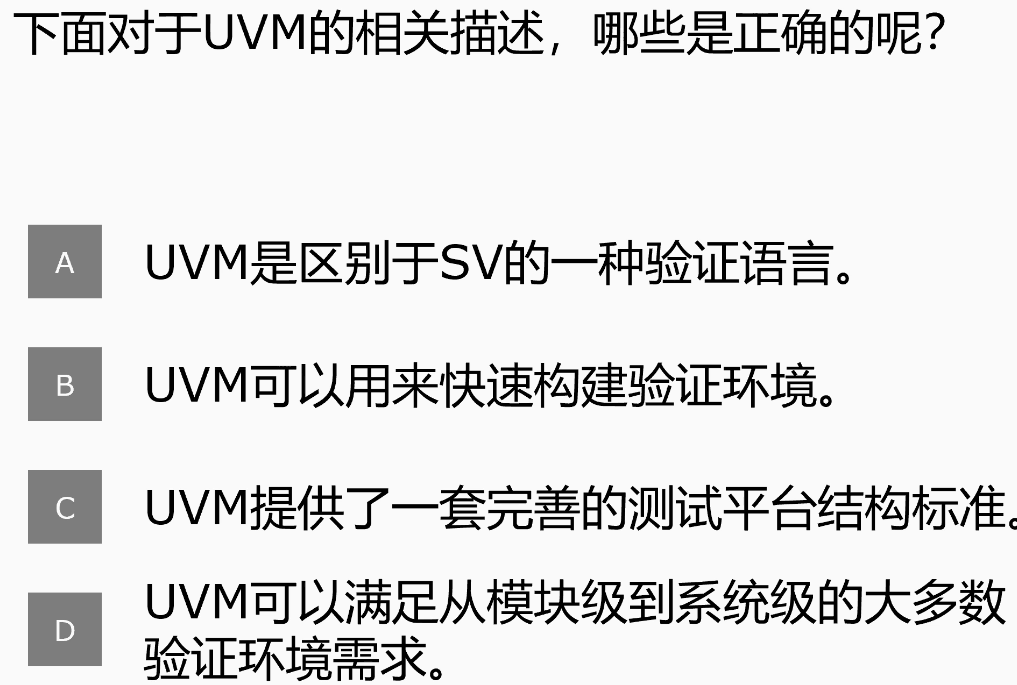 下面对于UVM的相关描述，哪些是正确的呢？
A UVM是区别于SV的一种验证语言。
B UVM可以用来快速构建验证环境。
C UVM提供了一套完善的测试平台结构标准。
D UVM可以满足从模块级到系统级的大多数
验证环境需求。